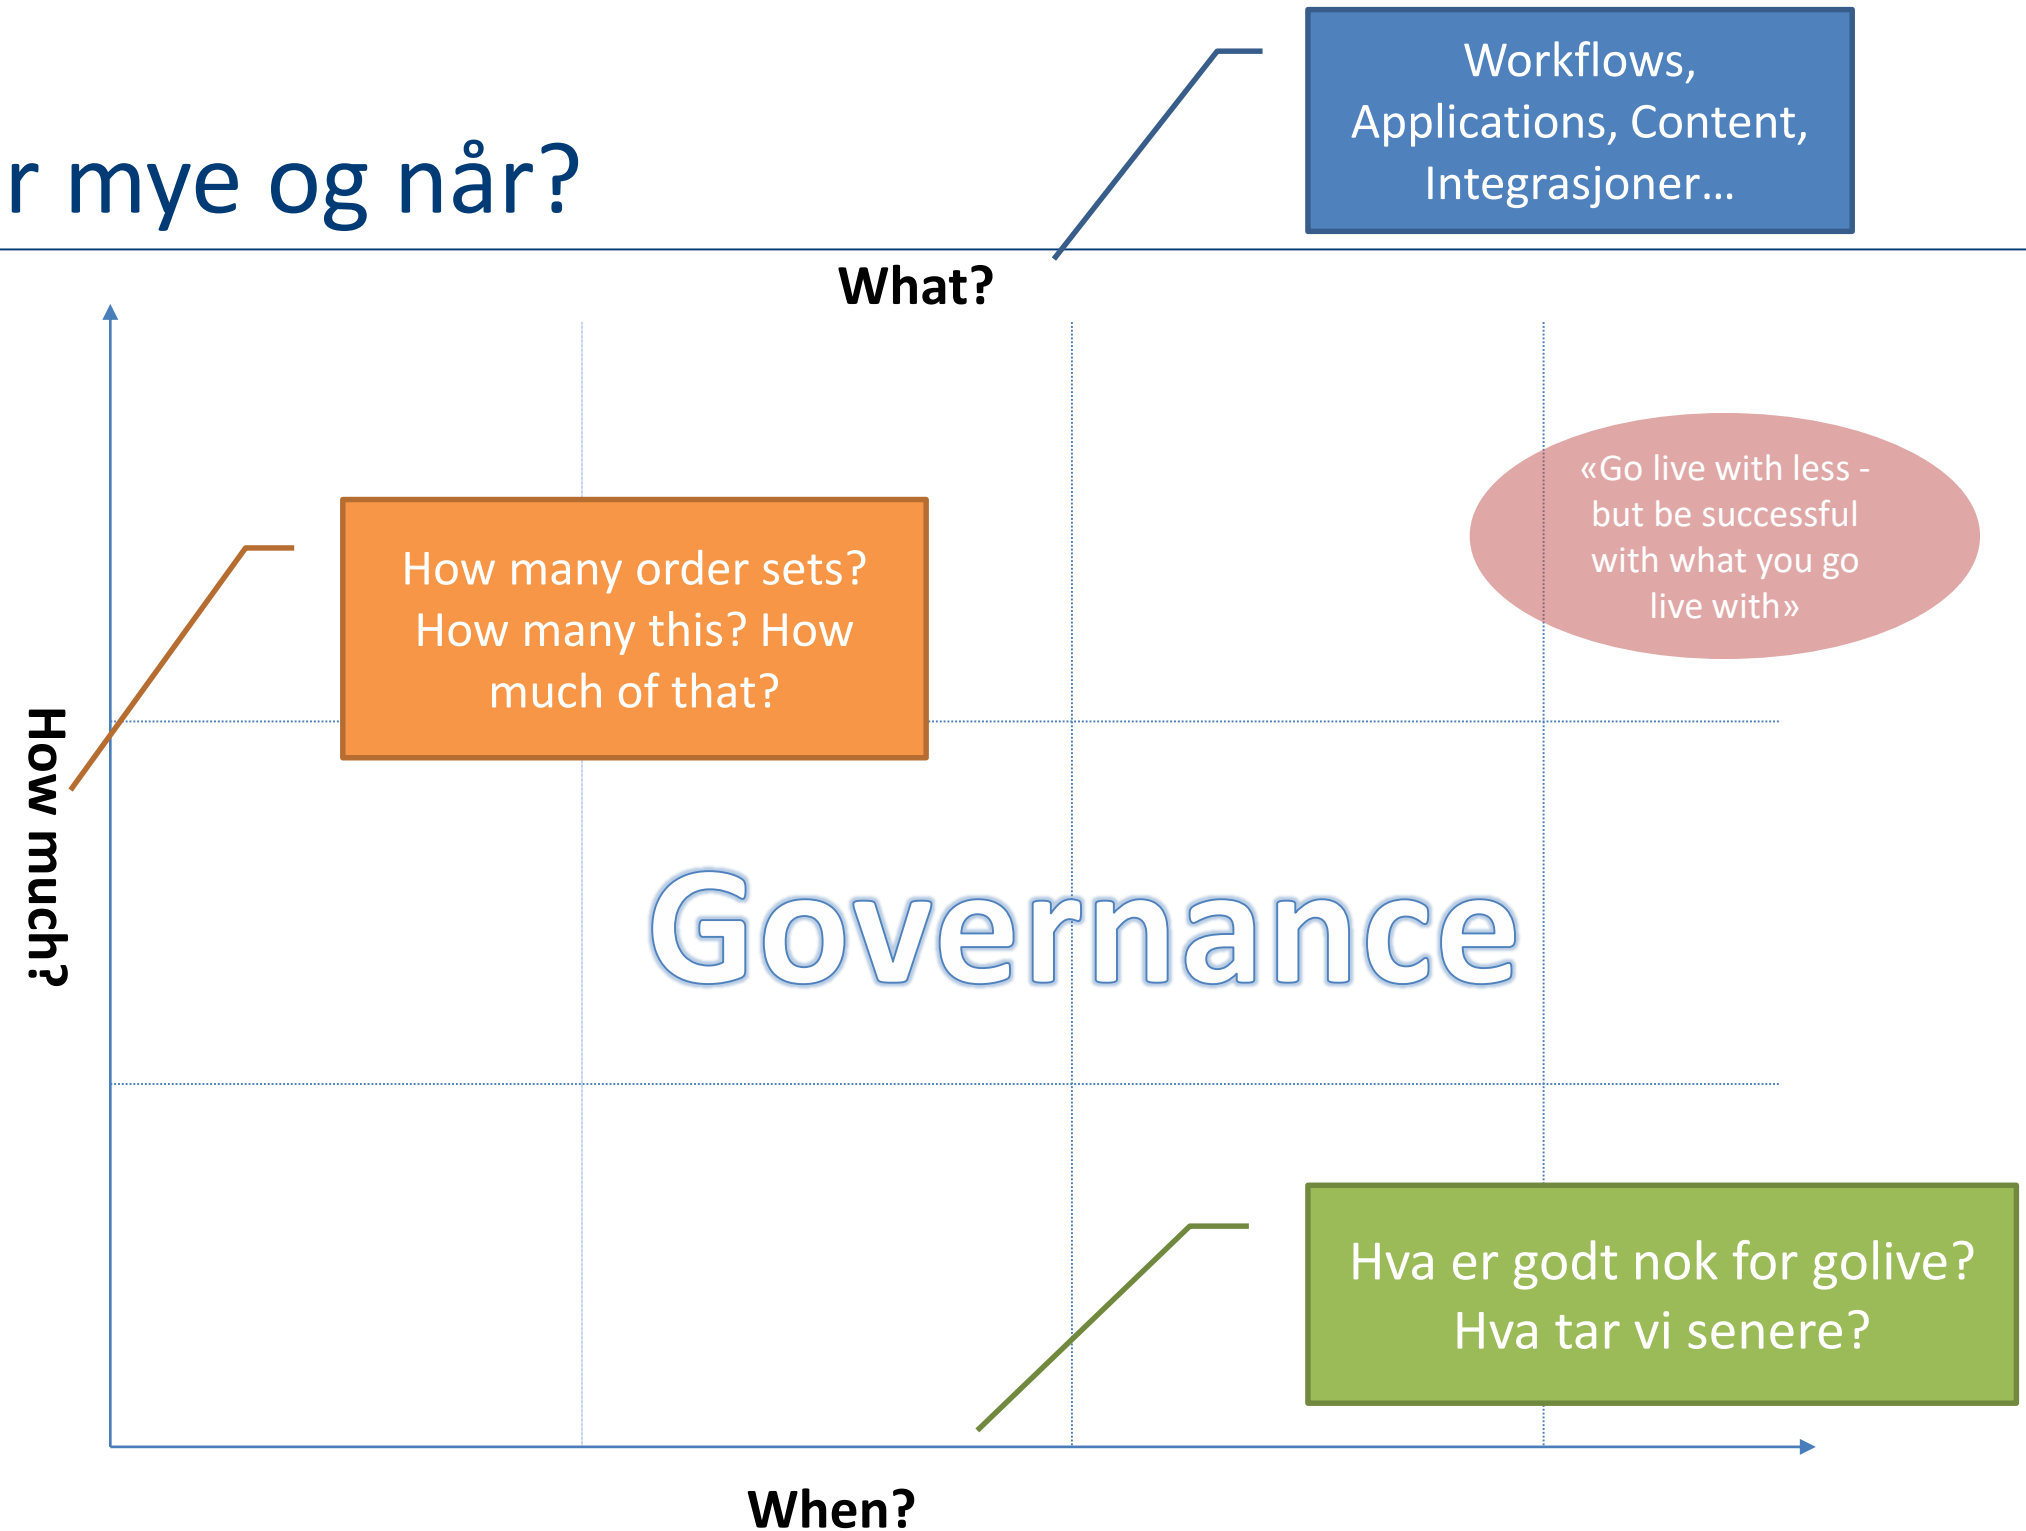 Workflows,
Applications, Content,
Integrasjoner...
r mye og når?
What?
«Go live with less -
but be successful
with what you go
live with»
How many order sets?
How many this? How
much of that?
How much?
Governance
Hva er godt nok for golive?
Hva tar vi senere?
When?